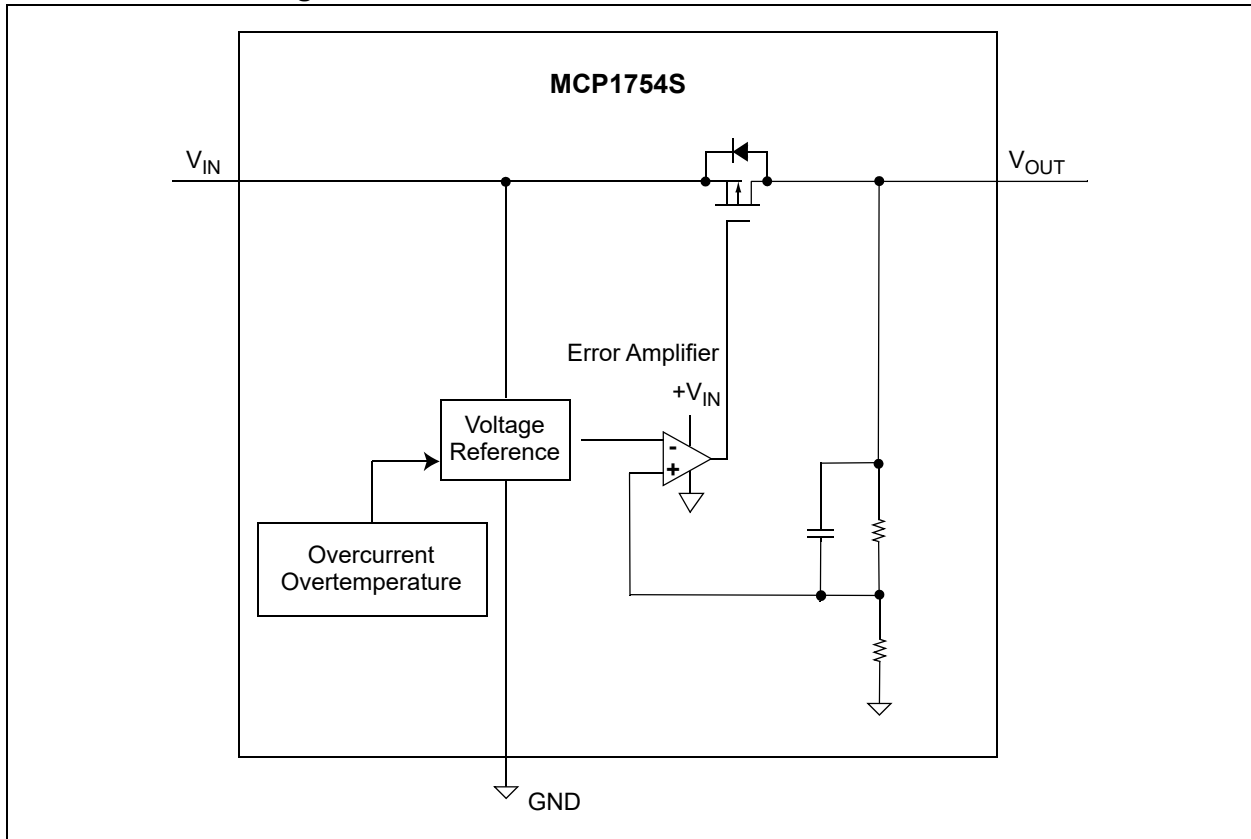 MCP1754S
V_IN
V_OUT
Error Amplifier
+V_IN
Voltage
Reference
-
+
Overcurrent
Overtemperature
GND